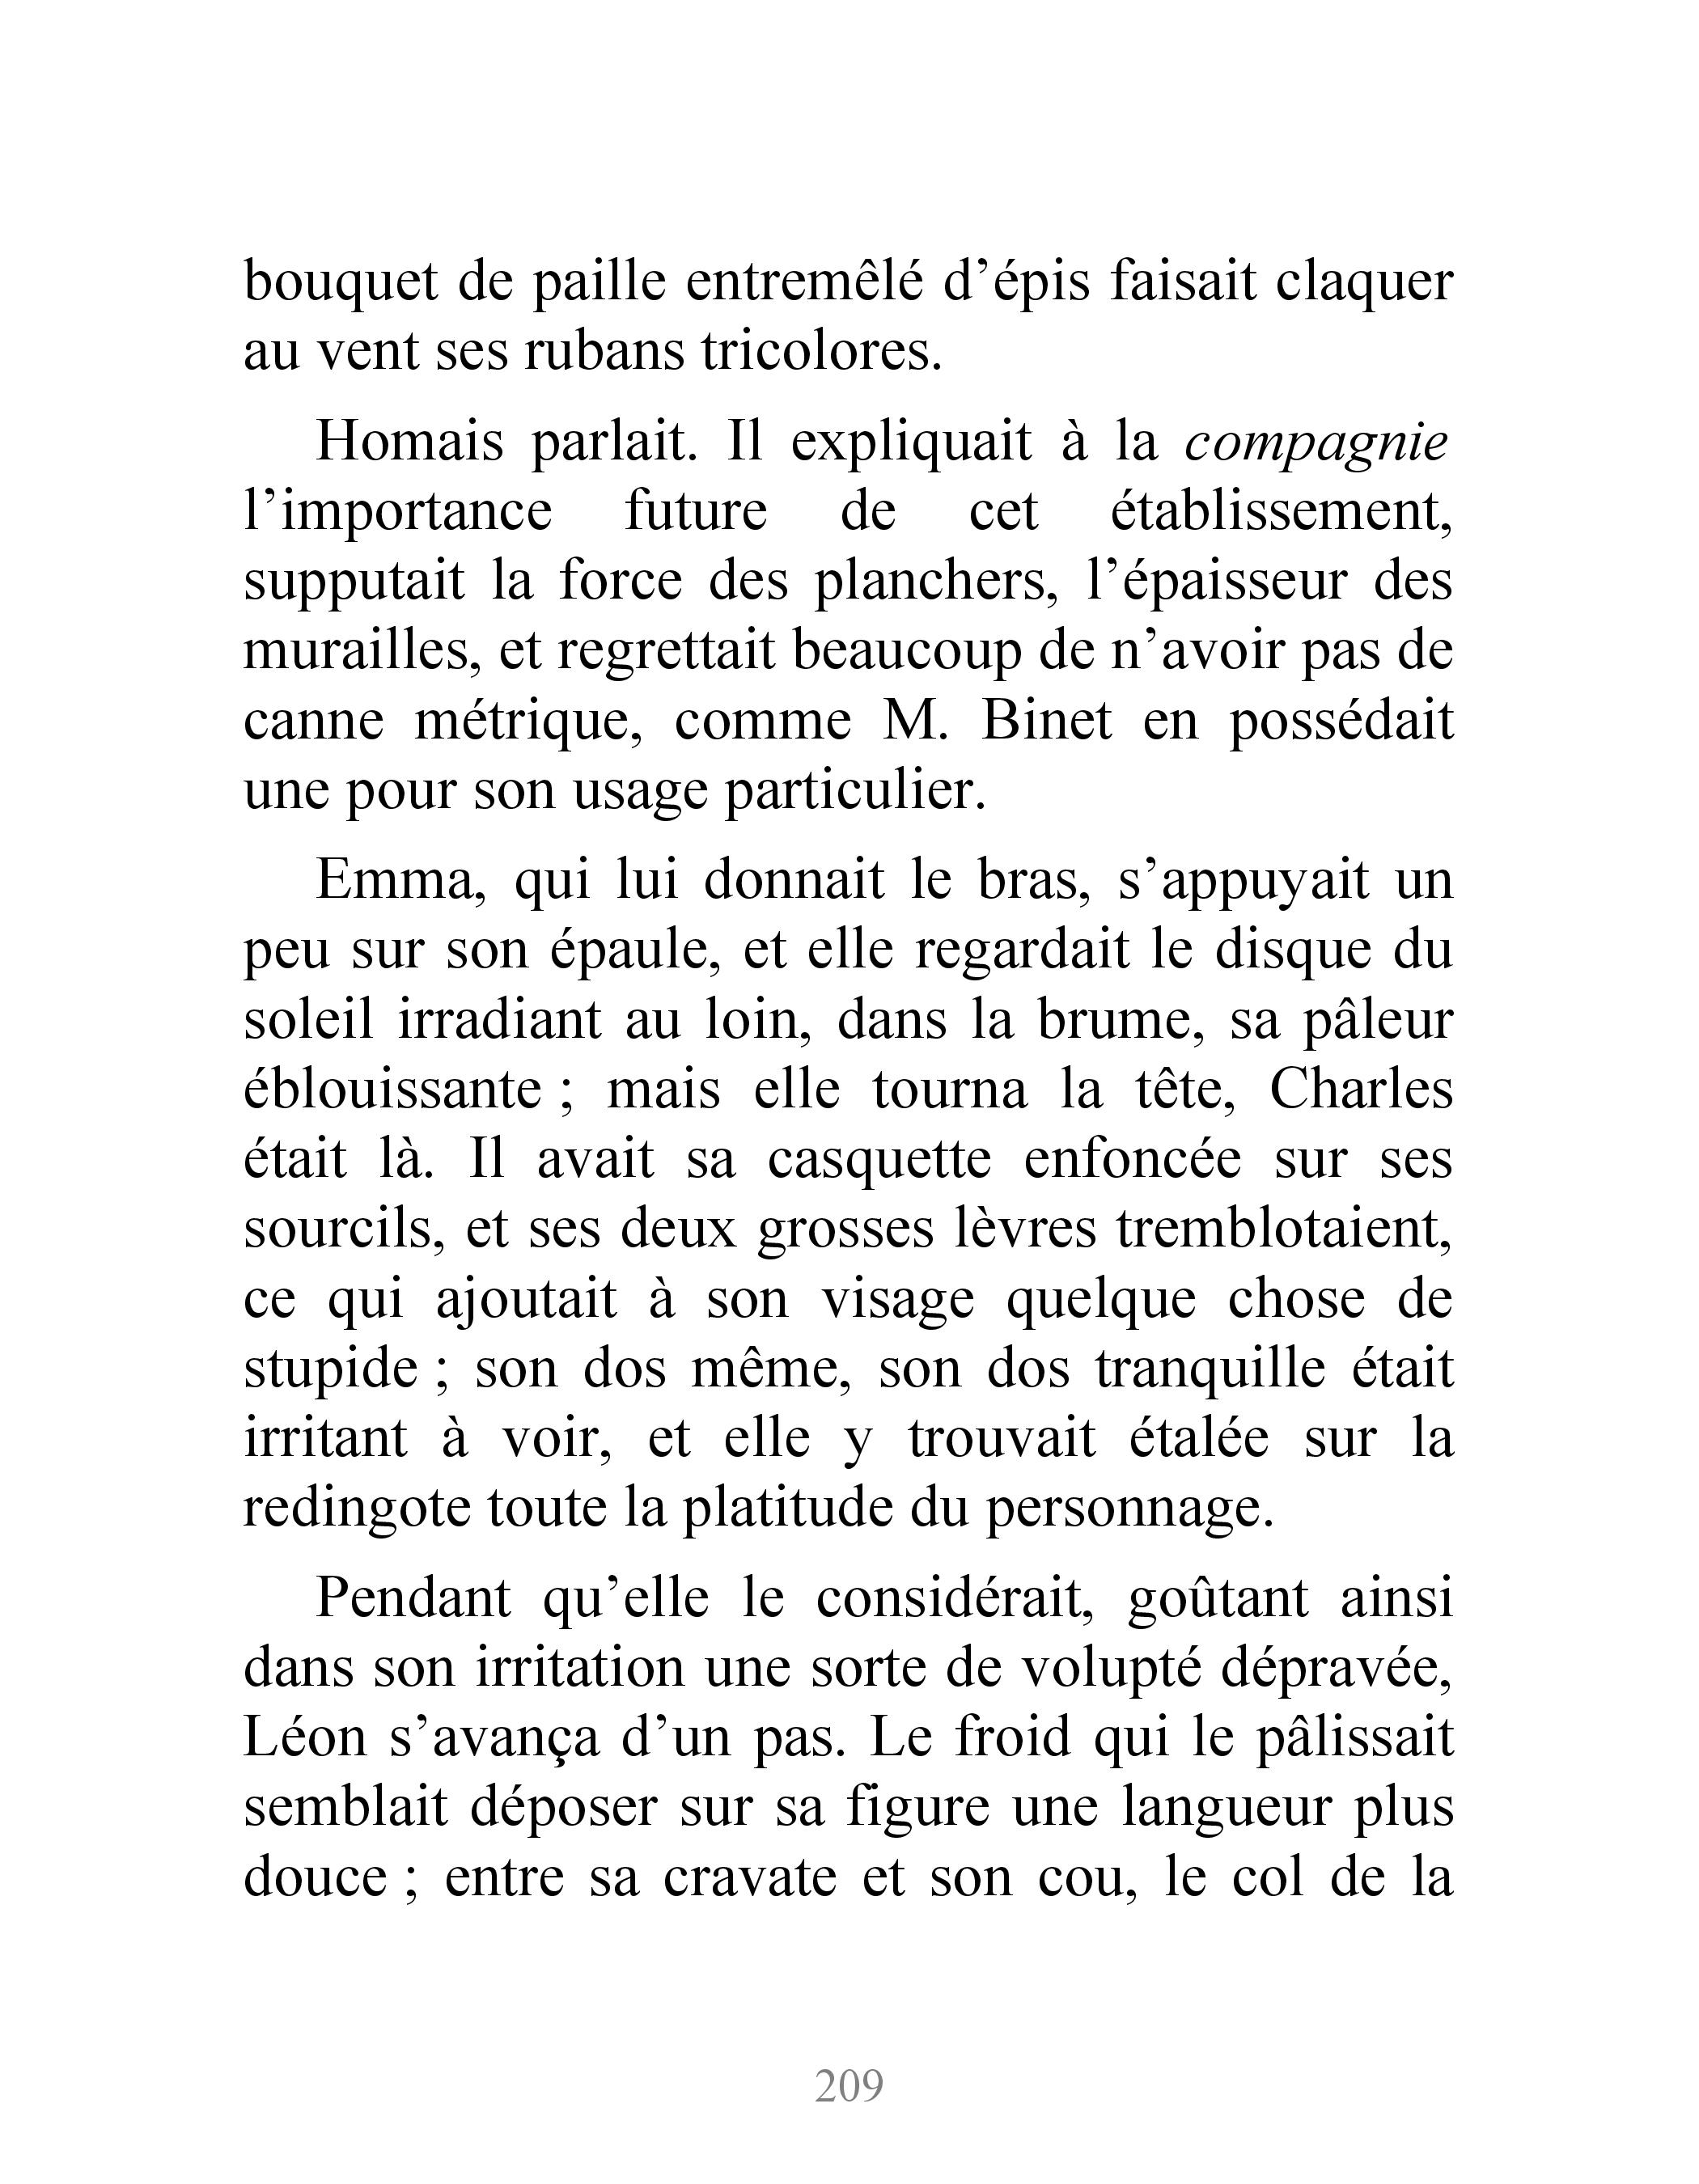 bouquet de paille entremêlé d’épis faisait claquer
au vent ses rubans tricolores.
Homais parlait. Il expliquait à la compagnie
l’importance future de cet établissement,
supputait la force des planchers, l’épaisseur des
murailles, et regrettait beaucoup de n’avoir pas de
canne métrique, comme M. Binet en possédait
une pour son usage particulier.
Emma, qui lui donnait le bras, s’appuyait un
peu sur son épaule, et elle regardait le disque du
soleil irradiant au loin, dans la brume, sa pâleur
éblouissante ; mais elle tourna la tête, Charles
était là. Il avait sa casquette enfoncée sur ses
sourcils, et ses deux grosses lèvres tremblotaient,
ce qui ajoutait à son visage quelque chose de
stupide ; son dos même, son dos tranquille était
irritant à voir, et elle y trouvait étalée sur la
redingote toute la platitude du personnage.
Pendant qu’elle le considérait, goûtant ainsi
dans son irritation une sorte de volupté dépravée,
Léon s’avança d’un pas. Le froid qui le pâlissait
semblait déposer sur sa figure une langueur plus
douce ; entre sa cravate et son cou, le col de la
209